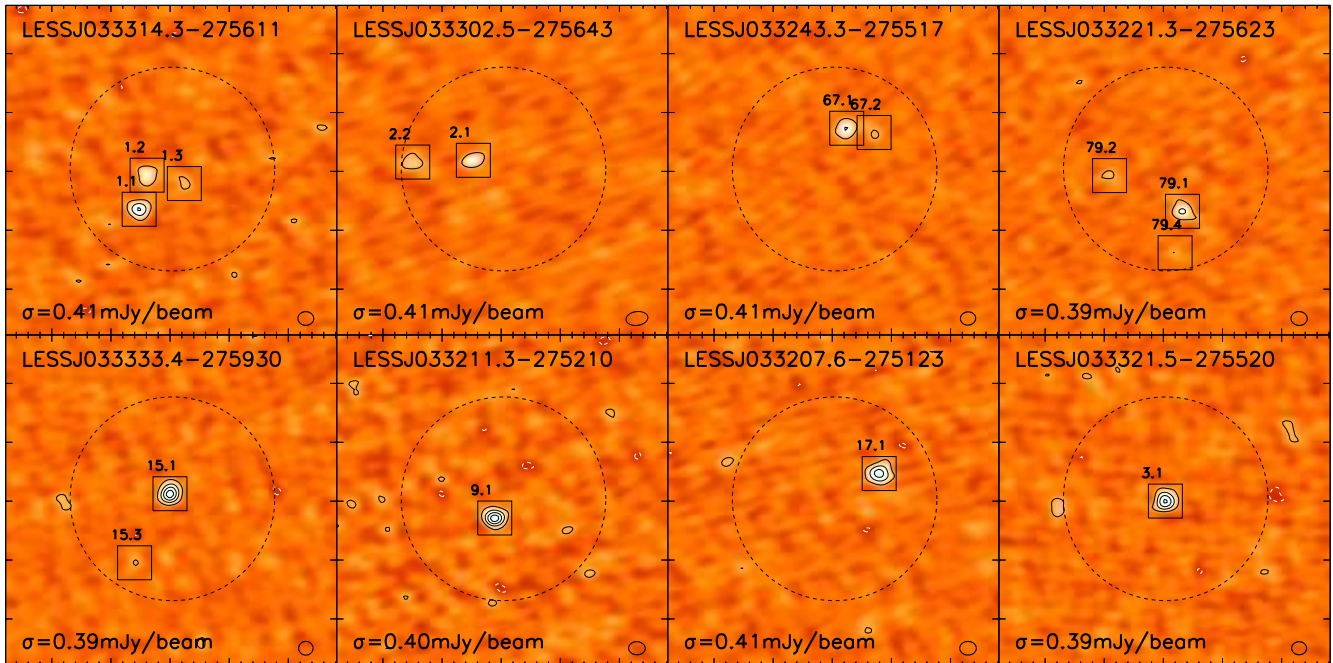 LESSJ033314.3−275611
1.2
1.3
1.1
σ=0.41mJy/beam
LESSJ033302.5−275643
2.2
2.1
σ=0.41mJy/beam
LESSJ033243.3−275517
67.1
67.2
σ=0.41mJy/beam
LESSJ033221.3−275623
79.2
79.1
79.4
σ=0.39mJy/beam
LESSJ033333.4−275930
15.1
15.3
σ=0.39mJy/beam
LESSJ033211.3−275210
9.1
σ=0.40mJy/beam
LESSJ033207.6−275123
17.1
σ=0.41mJy/beam
LESSJ033321.5−275520
3.1
σ=0.39mJy/beam